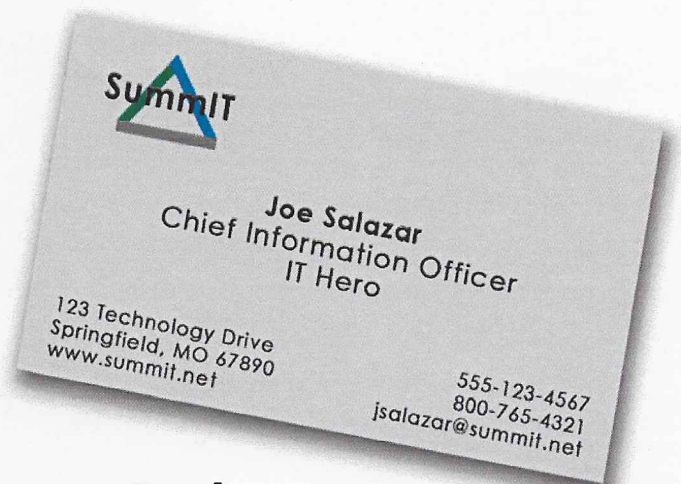 SummIT
Joe Salazar
Chief Information Officer
IT Hero
123 Technology Drive
Springfield, MO 67890
www.summit.net
555-123-4567
800-765-4321
jsalazar@summit.net